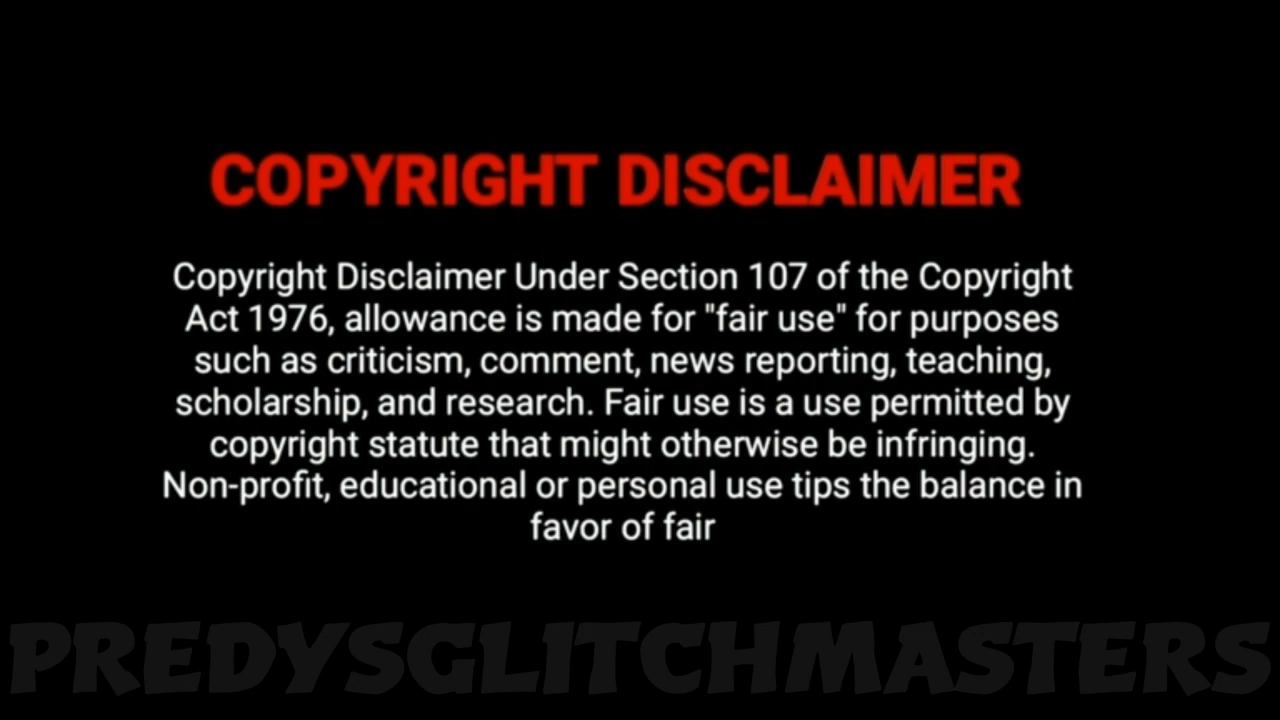 COPYRIGHT DISCLAIMER
Copyright Disclaimer Under Section 107 of the Copyright
Act 1976, allowance is made for "fair use" for purposes
such as criticism, comment, news reporting, teaching,
scholarship, and research. Fair use is a use permitted by
copyright statute that might otherwise be infringing.
Non-profit, educational or personal use tips the balance in
favor of fair
PREDYSGLITCHMASTERS